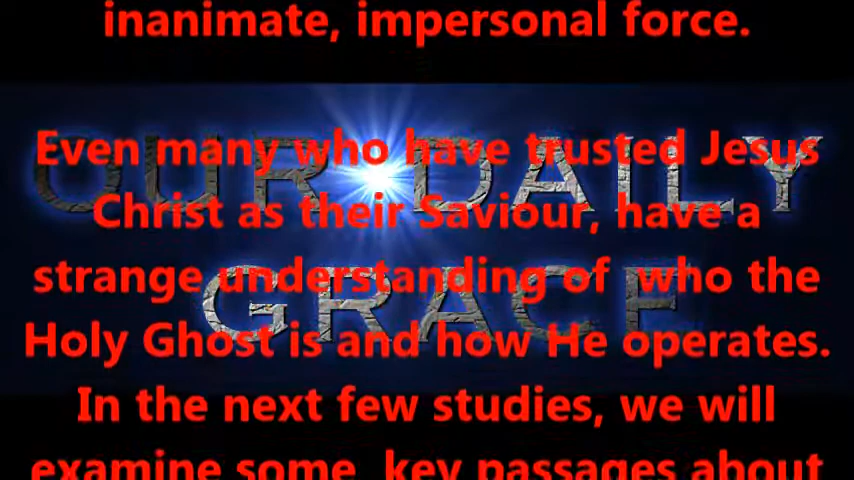 inanimate, impersonal force.
OUR DAILY
GRACE
Even many who have trusted Jesus
Christ as their Saviour, have a
strange understanding of who the
Holy Ghost is and how He operates.
In the next few studies, we will
examine some key passages about